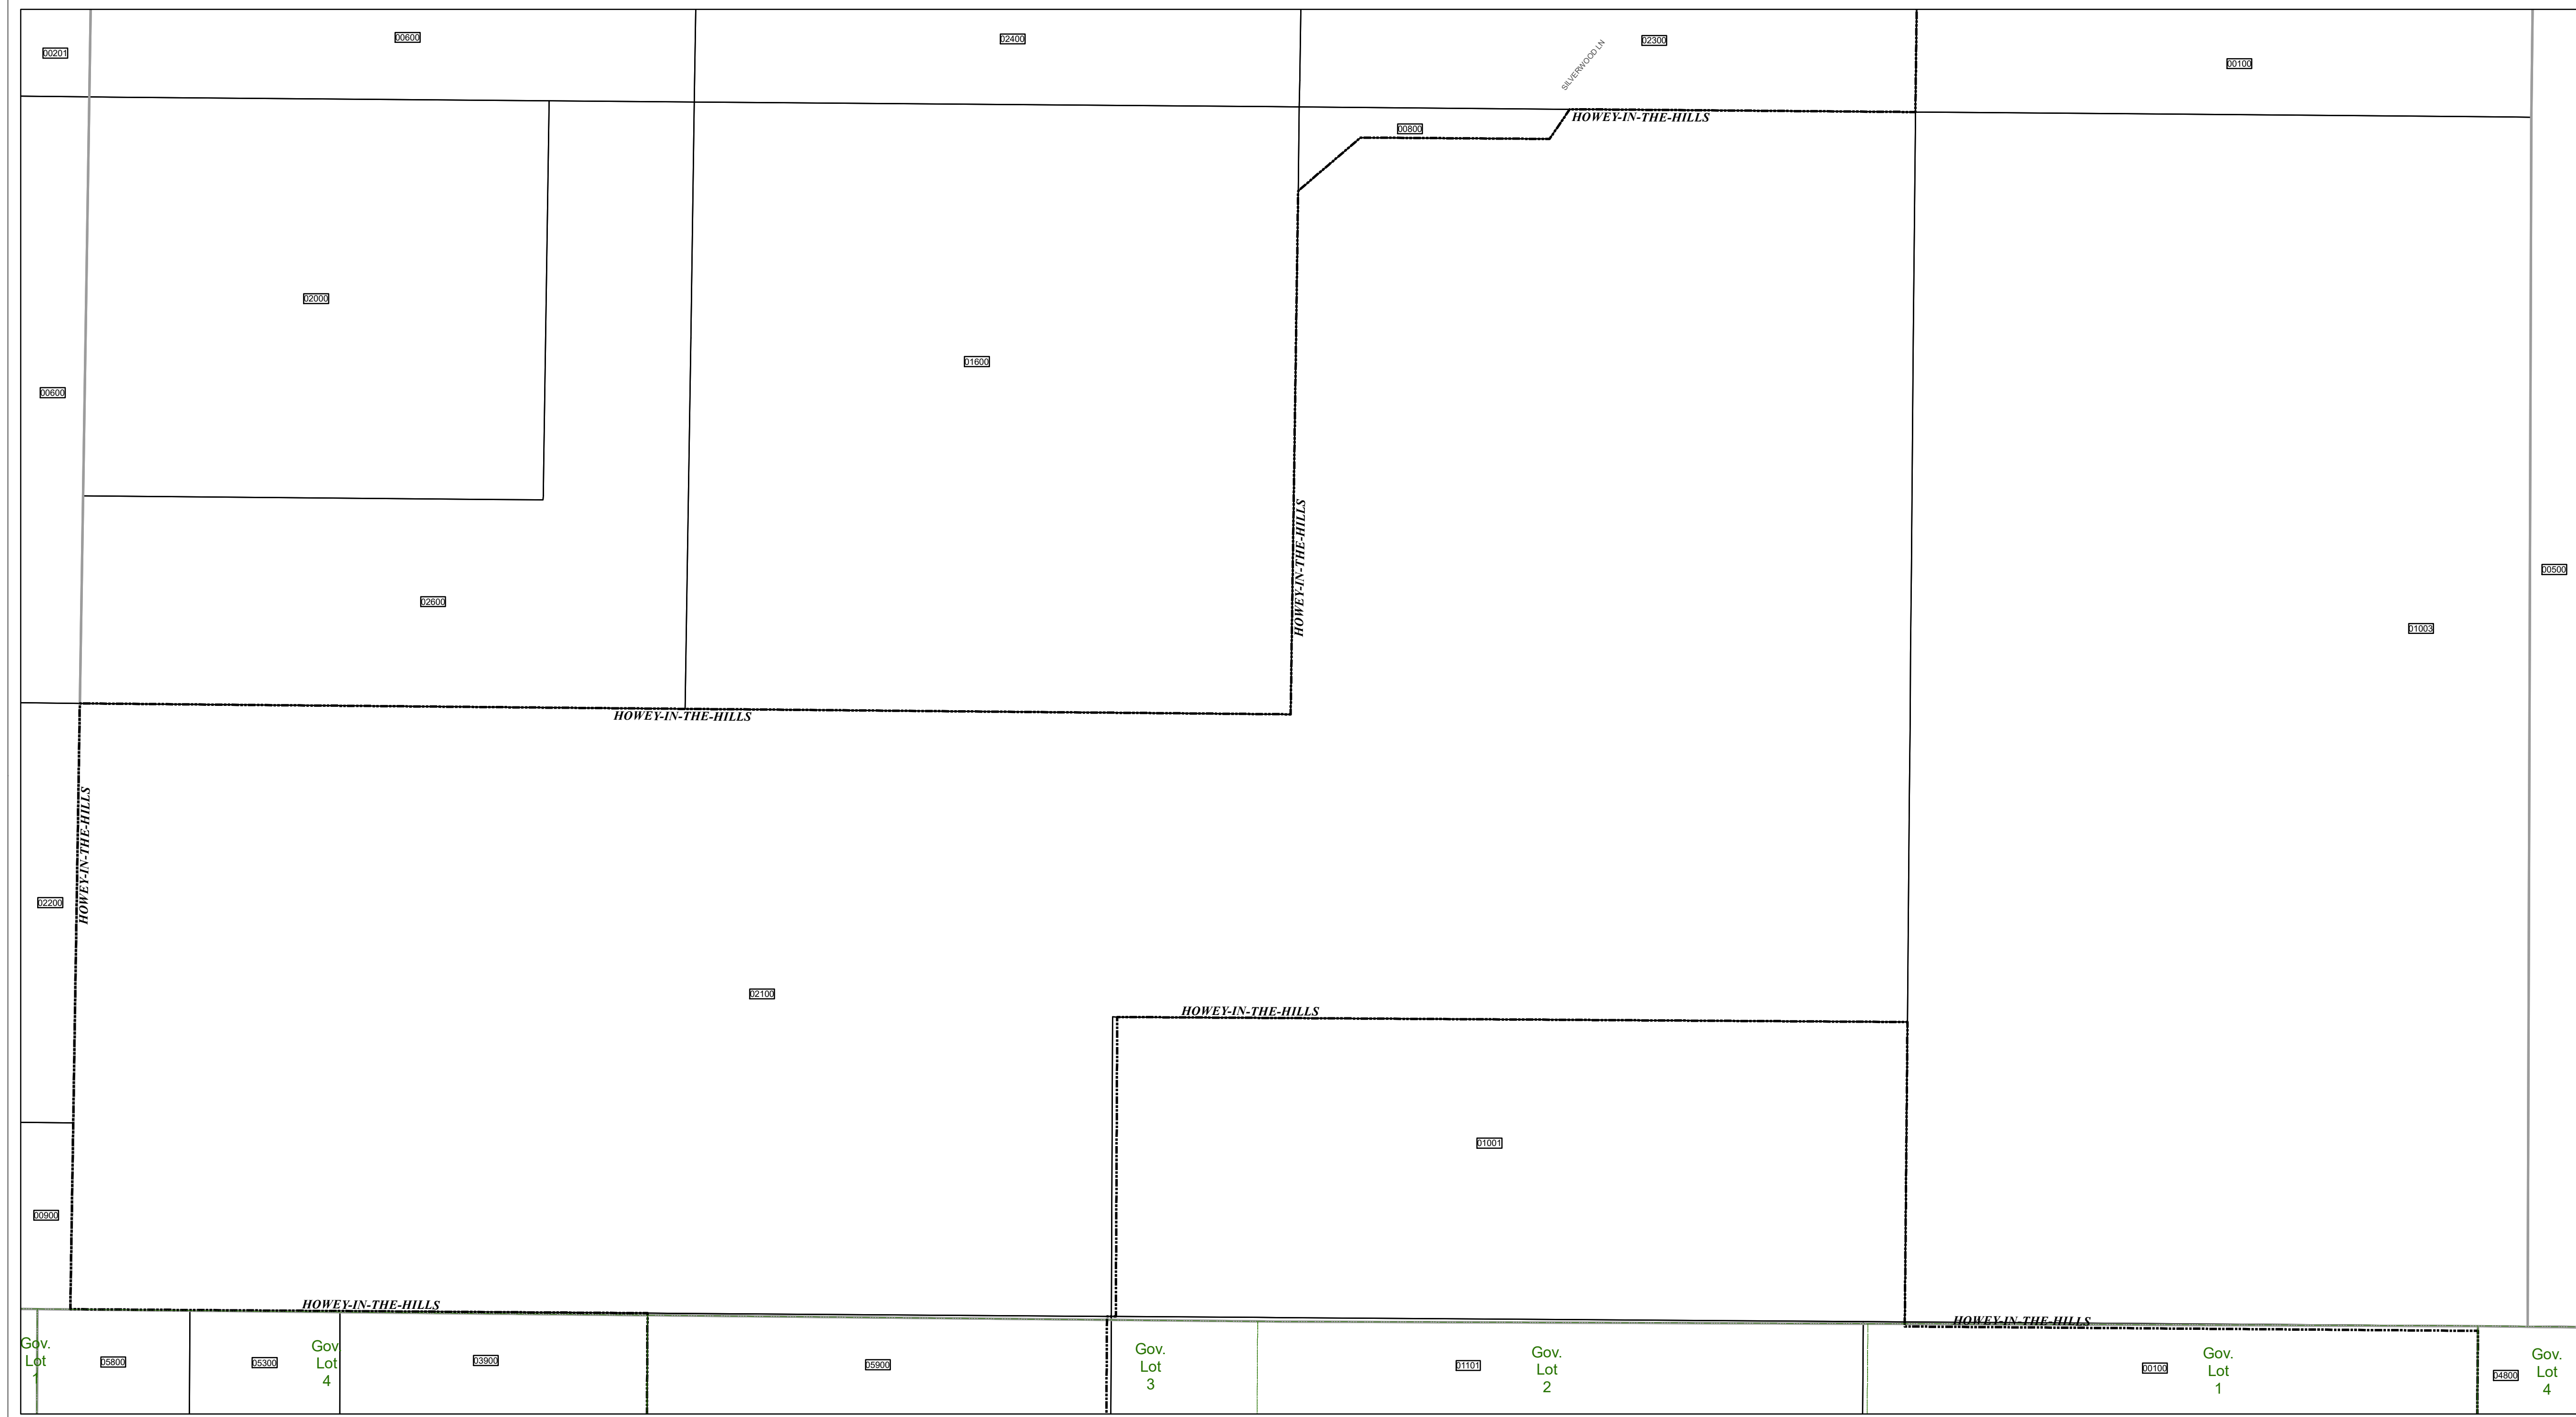 00201
00600
02400
SILVERWOOD LN
02300
00100
00800
HOWEY-IN-THE-HILLS
02000
01600
00600
HOWEY-IN-THE-HILLS
00500
02600
01003
HOWEY-IN-THE-HILLS
HOWEY-IN-THE-HILLS
02200
02100
HOWEY-IN-THE-HILLS
01001
00900
HOWEY-IN-THE-HILLS
HOWEY-IN-THE-HILLS
Gov.
Lot
1
05800
05300
Gov
Lot
4
03900
05900
Gov.
Lot
3
01101
Gov.
Lot
2
00100
Gov.
Lot
1
04800
Gov.
Lot
4